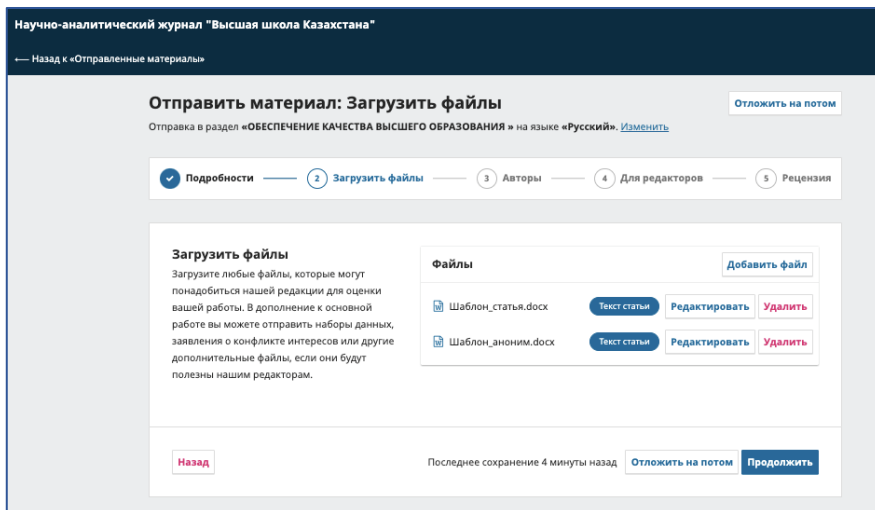 Научно-аналитический журнал "Высшая школа Казахстана"
⟵ Назад к «Отправленные материалы»
Отправить материал: Загрузить файлы
Отложить на потом
Отправка в раздел «ОБЕСПЕЧЕНИЕ КАЧЕСТВА ВЫСШЕГО ОБРАЗОВАНИЯ » на языке «Русский». Изменить
Подробности 2 Загрузить файлы 3 Авторы 4 Для редакторов 5 Рецензия
Загрузить файлы
Загрузите любые файлы, которые могут
понадобиться нашей редакции для оценки
вашей работы. В дополнение к основной
работе вы можете отправить наборы данных,
заявления о конфликте интересов или другие
дополнительные файлы, если они будут
полезны нашим редакторам.
Файлы Добавить файл
Шаблон_статья.docx Текст статьи Редактировать Удалить
Шаблон_аноним.docx Текст статьи Редактировать Удалить
Назад Последнее сохранение 4 минуты назад Отложить на потом Продолжить